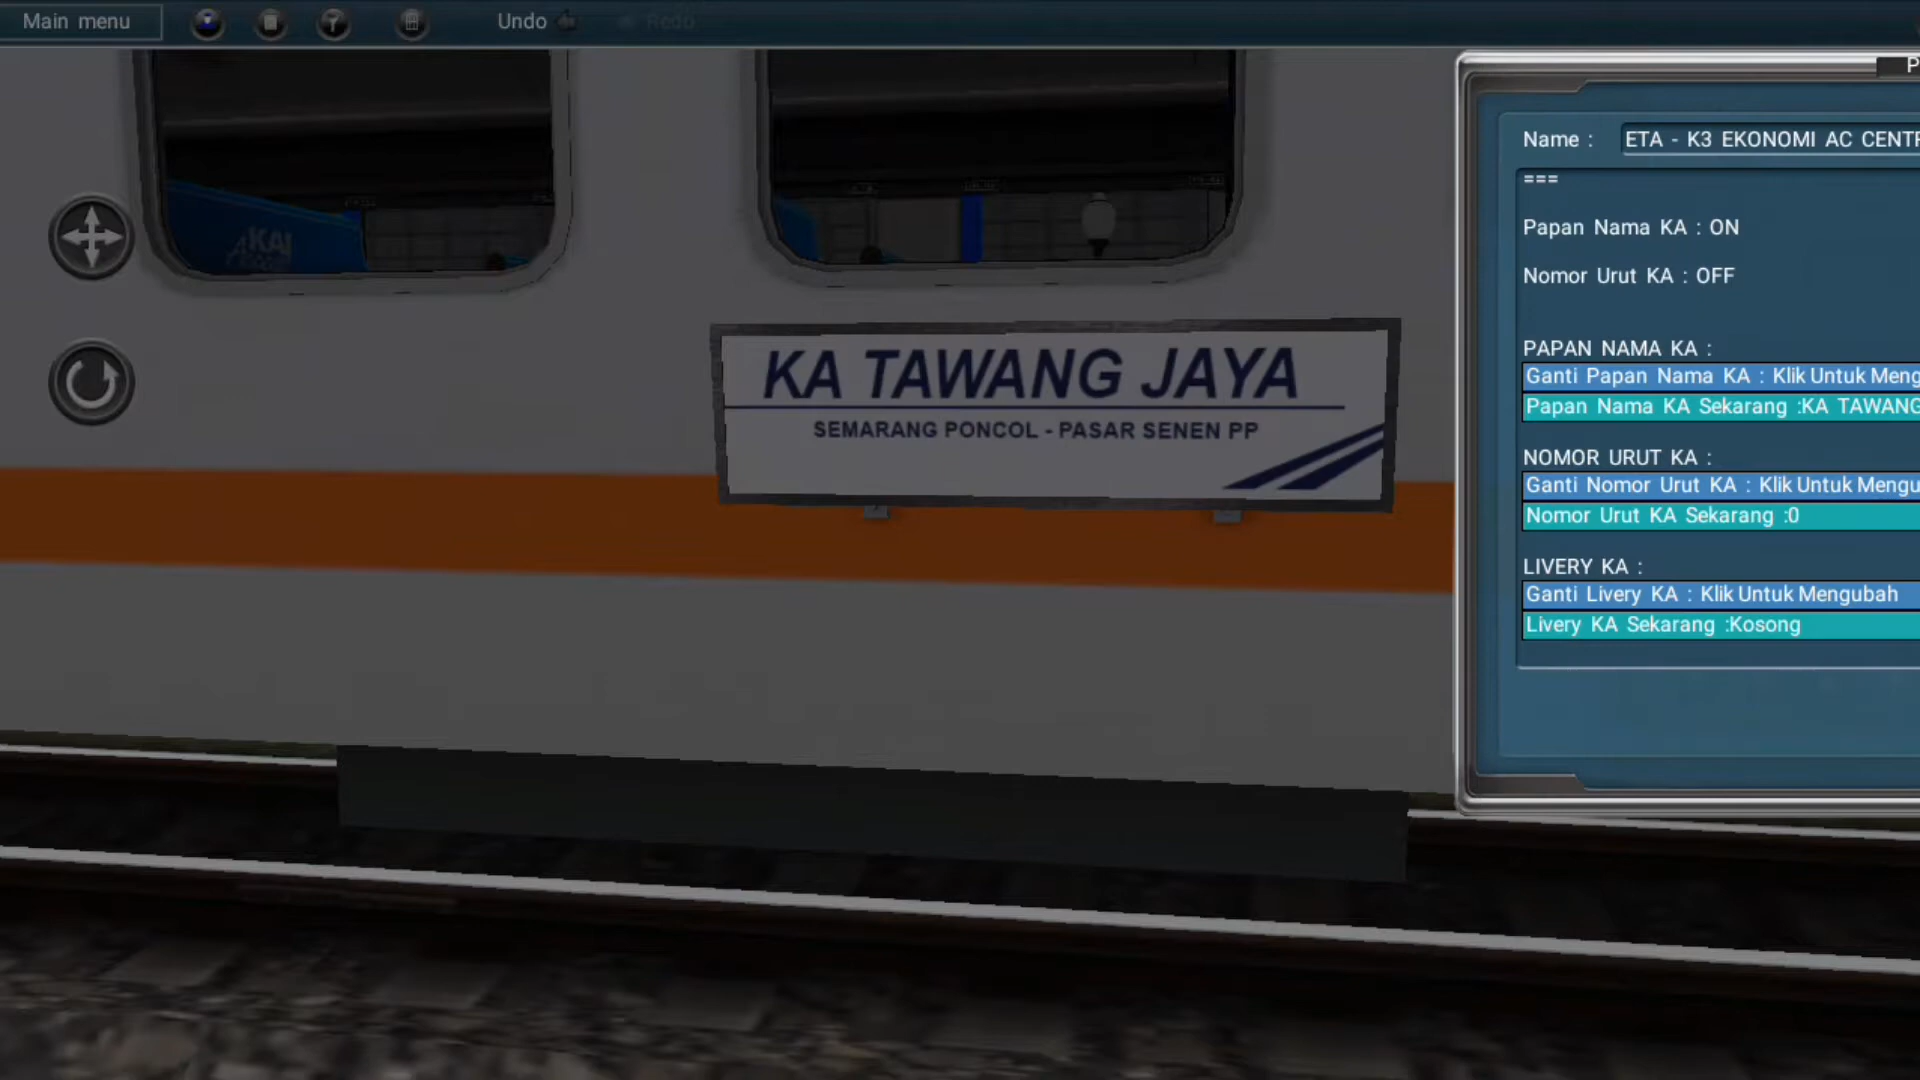 Main menu
Undo
Redo
P
Name :
ETA - K3 EKONOMI AC CENTR
===
Papan Nama KA : ON
Nomor Urut KA : OFF
PAPAN NAMA KA :
Ganti Papan Nama KA : Klik Untuk Meng
Papan Nama KA Sekarang :KA TAWANG
NOMOR URUT KA :
Ganti Nomor Urut KA : Klik Untuk Mengu
Nomor Urut KA Sekarang :0
LIVERY KA :
Ganti Livery KA : Klik Untuk Mengubah
Livery KA Sekarang :Kosong
KAI
KA TAWANG JAYA
SEMARANG PONCOL - PASAR SENEN PP